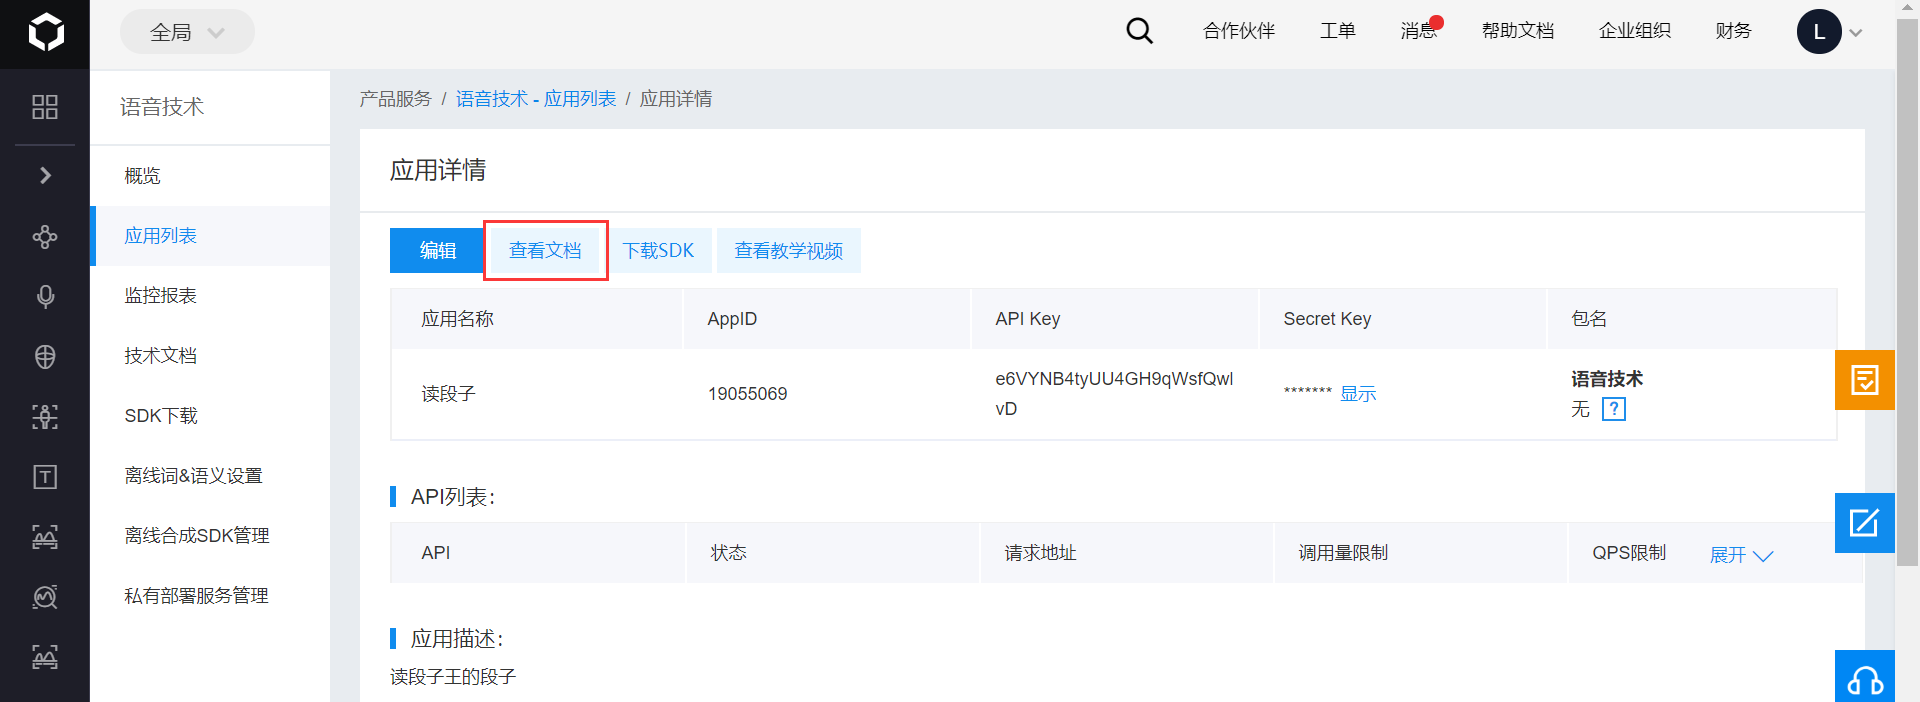 全局
合作伙伴 工单 消息 帮助文档 企业组织 财务 L
语音技术
概览
应用列表
监控报表
技术文档
SDK下载
离线词&语义设置
离线合成SDK管理
私有部署服务管理
产品服务 / 语音技术 - 应用列表 / 应用详情
应用详情
编辑 查看文档 下载SDK 查看教学视频
应用名称 AppID API Key Secret Key 包名
读段子 19055069 e6VYNB4tyUU4GH9qWsfQwl
vD
******* 显示
语音技术
无 ?
API列表：
API 状态 请求地址 调用量限制 QPS限制 展开
应用描述：
读段子王的段子